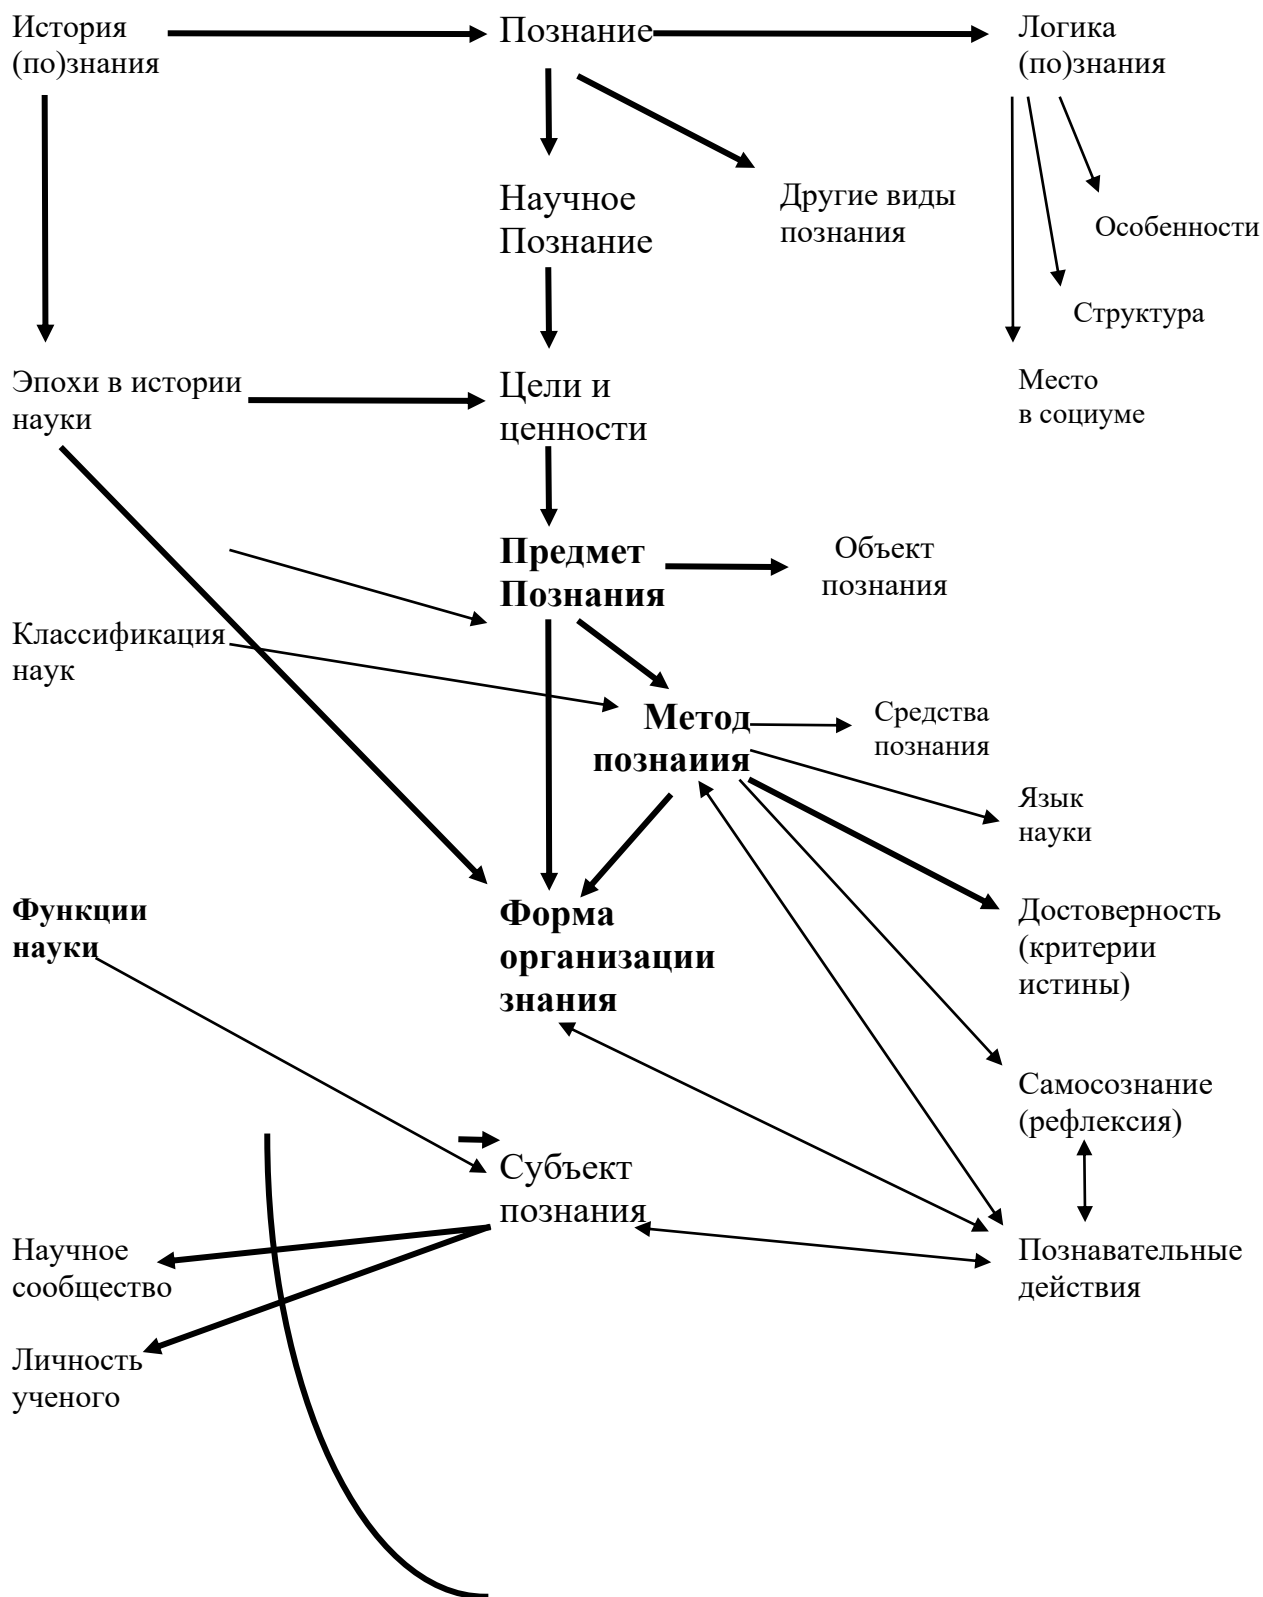 История
(по)знания
Познание
Логика
(по)знания
Научное
Познание
Другие виды
познания
Особенности
Структура
Эпохи в истории
науки
Цели и
ценности
Место
в социуме
Предмет
Познания
Объект
познания
Классификация
наук
Метод
познаиия
Средства
познания
Язык
науки
Функции
науки
Форма
организации
знания
Достоверность
(критерии
истины)
Самосознание
(рефлексия)
Субъект
познания
Научное
сообщество
Познавательные
действия
Личность
ученого